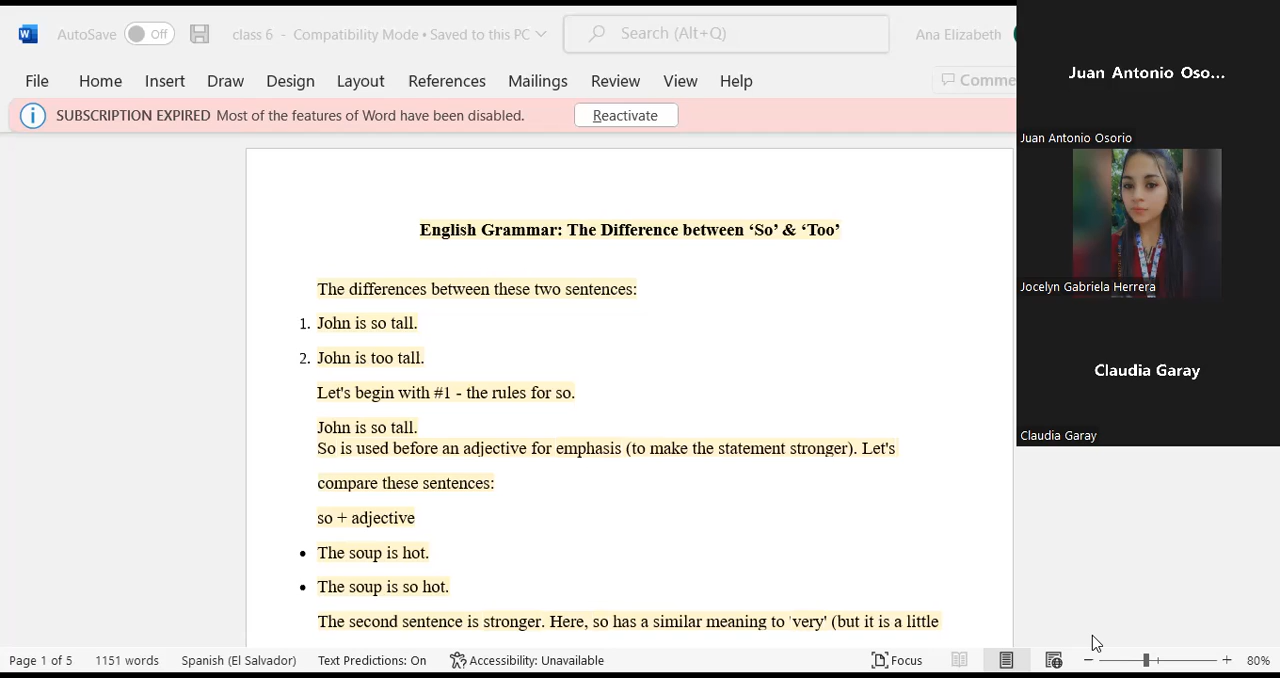 AutoSave Off class 6 - Compatibility Mode • Saved to this PC Search (Alt+Q) Ana Elizabeth
File Home Insert Draw Design Layout References Mailings Review View Help Comme
SUBSCRIPTION EXPIRED Most of the features of Word have been disabled. Reactivate
English Grammar: The Difference between ‘So’ & ‘Too’
The differences between these two sentences:
1. John is so tall.
2. John is too tall.
Let's begin with #1 - the rules for so.
John is so tall.
So is used before an adjective for emphasis (to make the statement stronger). Let's
compare these sentences:
so + adjective
• The soup is hot.
• The soup is so hot.
The second sentence is stronger. Here, so has a similar meaning to 'very' (but it is a little
Page 1 of 5 1151 words Spanish (El Salvador) Text Predictions: On Accessibility: Unavailable Focus 80%
Juan Antonio Oso...
Juan Antonio Osorio
Jocelyn Gabriela Herrera
Claudia Garay
Claudia Garay